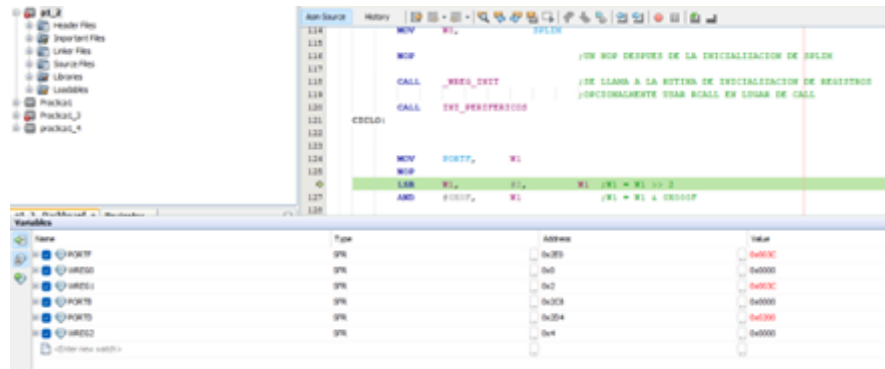 p1_2
Header Files
Important Files
Linker Files
Source Files
Libraries
Loadables
Practica1
Practica1_3
practica1_4
Asm Source History
114 MOV W1, SPLIM
115
116 NOP ;UN NOP DESPUES DE LA INICIALIZACION DE SPLIM
117
118 CALL _WREG_INIT ;SE LLAMA A LA RUTINA DE INICIALIZACION DE REGISTROS
119 ;OPCIONALMENTE USAR RCALL EN LUGAR DE CALL
120 CALL INI_PERIFERICOS
121 CICLO:
122
123
124 MOV PORTF, W1
125 NOP
LSR W1, #2, W1 ;W1 = W1 >> 2
127 AND #0X0F, W1 ;W1 = W1 & 0X000F
128
Variables
Name Type Address Value
PORTF SFR 0x2E0 0x003C
WREG0 SFR 0x0 0x0000
WREG1 SFR 0x2 0x003C
PORTB SFR 0x2C8 0x0000
PORTD SFR 0x2D4 0x0200
WREG2 SFR 0x4 0x0000
<Enter new watch>